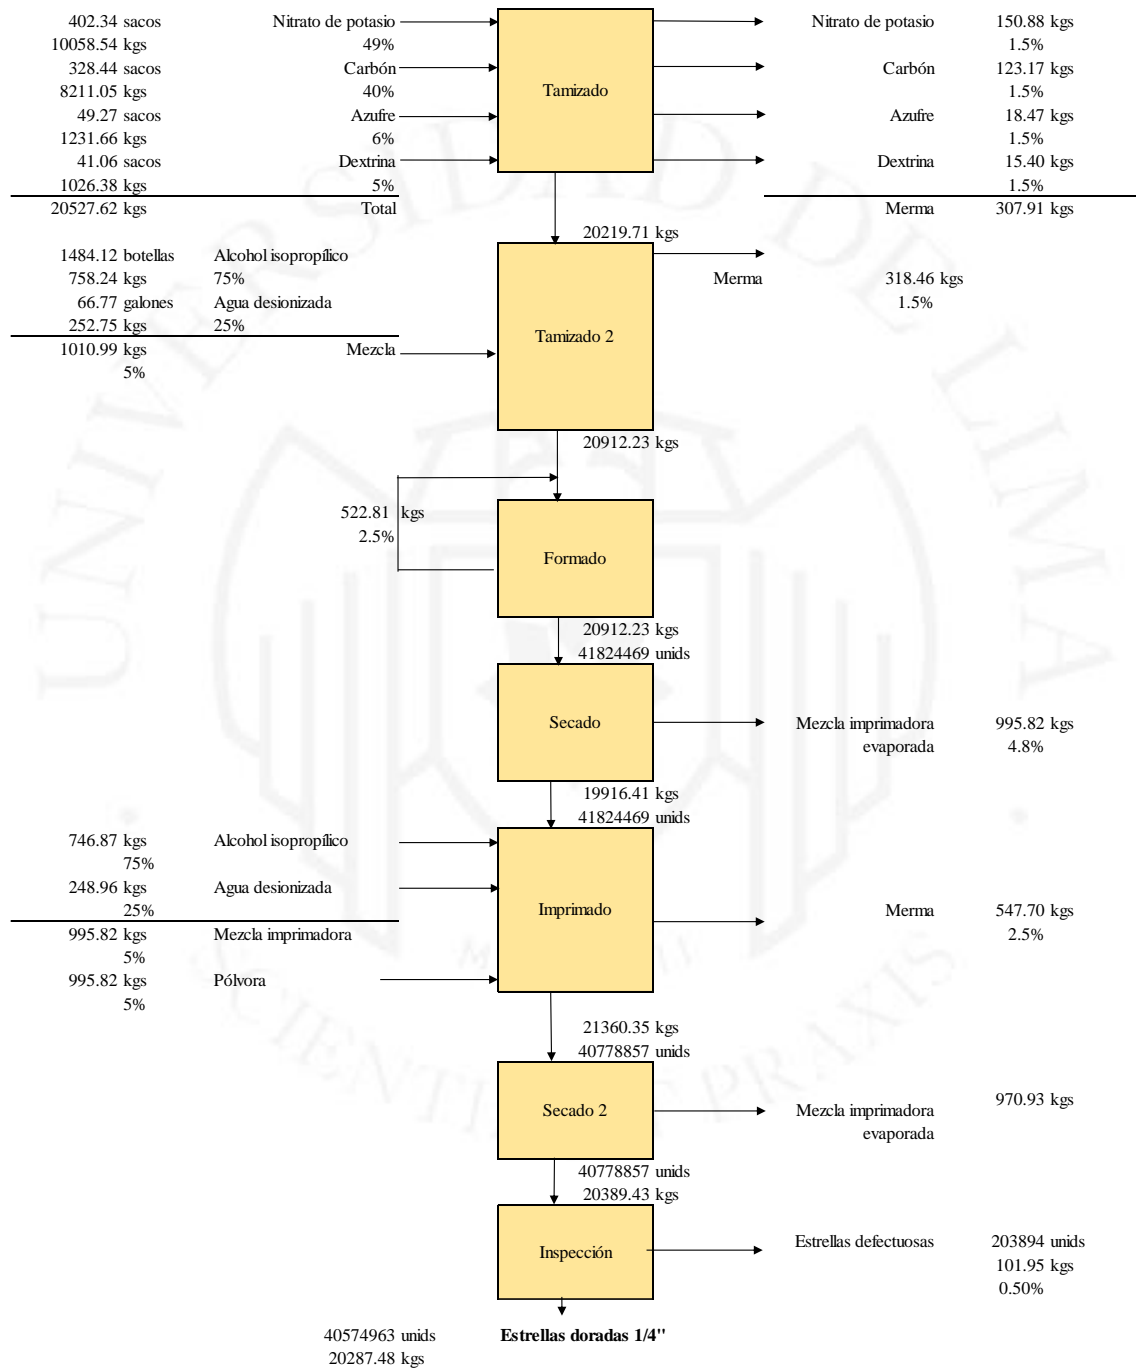 402.34 sacos Nitrato de potasio Nitrato de potasio 150.88 kgs
10058.54 kgs 49% 1.5%
328.44 sacos Carbón Carbón 123.17 kgs
8211.05 kgs 40% Tamizado 1.5%
49.27 sacos Azufre Azufre 18.47 kgs
1231.66 kgs 6% 1.5%
41.06 sacos Dextrina Dextrina 15.40 kgs
1026.38 kgs 5% 1.5%
20527.62 kgs Total Merma 307.91 kgs
20219.71 kgs
1484.12 botellas Alcohol isopropílico
758.24 kgs 75% Merma 318.46 kgs
66.77 galones Agua desionizada 1.5%
252.75 kgs 25%
Tamizado 2
1010.99 kgs Mezcla
5%
20912.23 kgs
522.81 kgs
2.5%
Formado
20912.23 kgs
41824469 unids
Secado Mezcla imprimadora 995.82 kgs
evaporada 4.8%
19916.41 kgs
41824469 unids
746.87 kgs Alcohol isopropílico
75%
248.96 kgs Agua desionizada
25%
Imprimado Merma 547.70 kgs
995.82 kgs Mezcla imprimadora 2.5%
5%
995.82 kgs Pólvora
5%
21360.35 kgs
40778857 unids
Secado 2 Mezcla imprimadora 970.93 kgs
evaporada
40778857 unids
20389.43 kgs
Inspección Estrellas defectuosas 203894 unids
101.95 kgs
0.50%
40574963 unids Estrellas doradas 1/4"
20287.48 kgs
UNIVERSIDAD DE LIMA